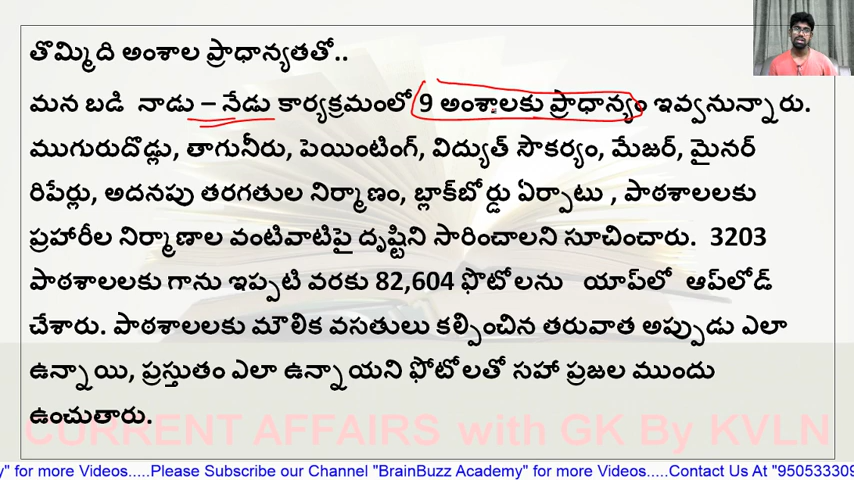 తొమ్మిది అంశాల ప్రాధాన్యతతో..
మన బడి నాడు – నేడు కార్యక్రమంలో 9 అంశాలకు ప్రాధాన్యం ఇవ్వనున్నారు.
ముగురుదొడ్లు, తాగునీరు, పెయింటింగ్, విద్యుత్ సౌకర్యం, మేజర్, మైనర్
రిపేర్లు, అదనపు తరగతుల నిర్మాణం, బ్లాక్‌బోర్డు ఏర్పాటు , పాఠశాలలకు
ప్రహారీల నిర్మాణాల వంటివాటిపై దృష్టిని సారించాలని సూచించారు. 3203
పాఠశాలలకు గాను ఇప్పటి వరకు 82,604 ఫొటోలను యాప్‌లో ఆప్‌లోడ్
చేశారు. పాఠశాలలకు మౌలిక వసతులు కల్పించిన తరువాత అప్పుడు ఎలా
ఉన్నాయి, ప్రస్తుతం ఎలా ఉన్నాయని ఫోటోలతో సహా ప్రజల ముందు
ఉంచుతారు.
CURRENT AFFAIRS with GK By KVLN
y" for more Videos.....Please Subscribe our Channel "BrainBuzz Academy" for more Videos.....Contact Us At "950533309